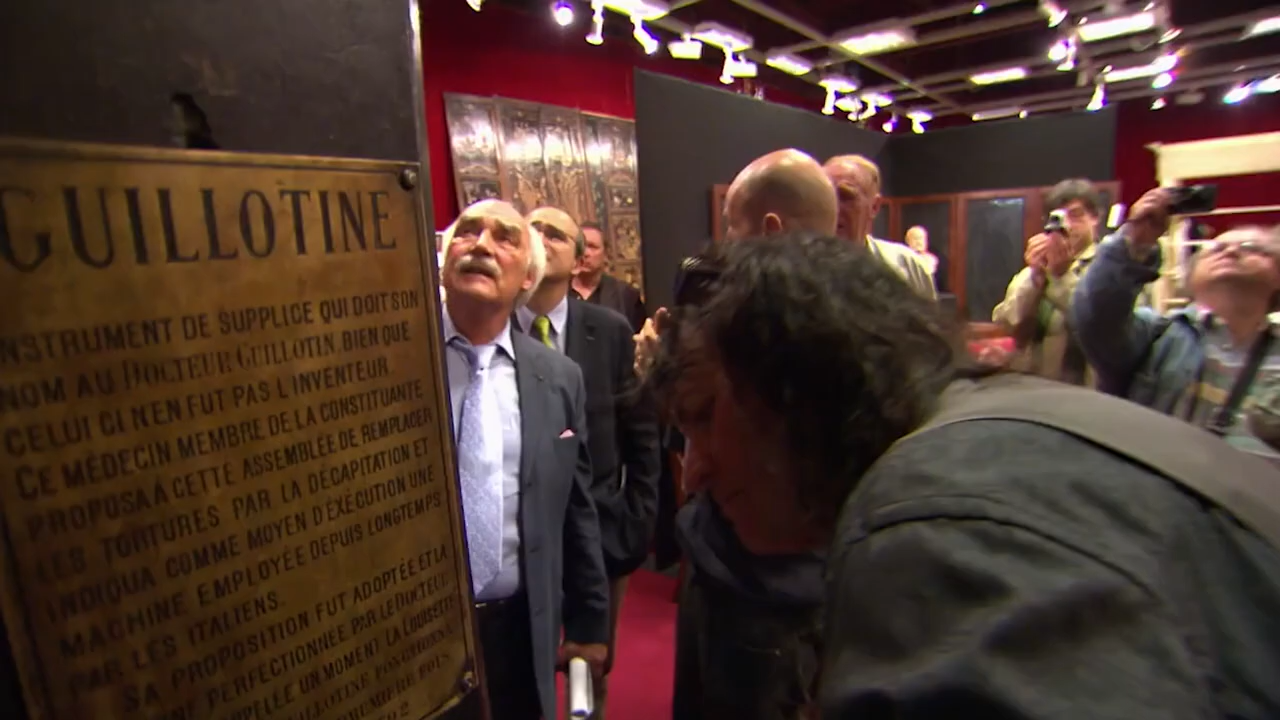 GUILLOTINE
NSTRUMENT DE SUPPLICE QUI DOIT SON
NOM AU DOCTEUR GUILLOTIN, BIEN QUE
CELUI CI N'EN FUT PAS L'INVENTEUR
CE MÉDECIN MEMBRE DE LA CONSTITUANTE
PROPOSA A CETTE ASSEMBLÉE DE REMPLACER
LES TORTURES PAR LA DÉCAPITATION ET
INDIQUA COMME MOYEN D'EXÉCUTION UNE
MACHINE EMPLOYÉE DEPUIS LONGTEMPS
PAR LES ITALIENS.
SA PROPOSITION FUT ADOPTÉE ET LA
PERFECTIONNÉE PAR LE DOCTEUR
UN MOMENT LA LOUISETTE